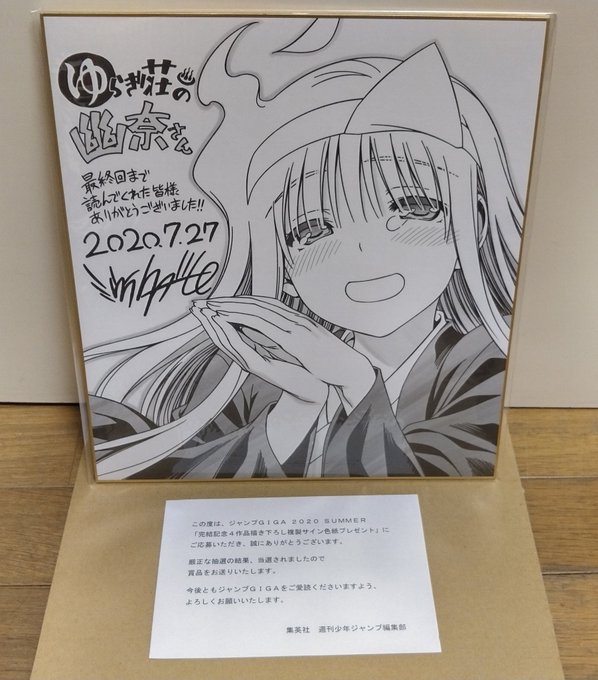 ゆらぎ荘の
幽奈さん
最終回まで
読んでくれた皆様
ありがとうございました!!
2020.7.27
この度は、ジャンプGIGA 2020 SUMMER
「完結記念4作品描き下ろし複製サイン色紙プレゼント」に
ご応募いただき、誠にありがとうございます。
厳正な抽選の結果、当選されましたので
賞品をお送りいたします。
今後ともジャンプGIGAをご愛読くださいますよう、
よろしくお願いいたします。
集英社　週刊少年ジャンプ編集部